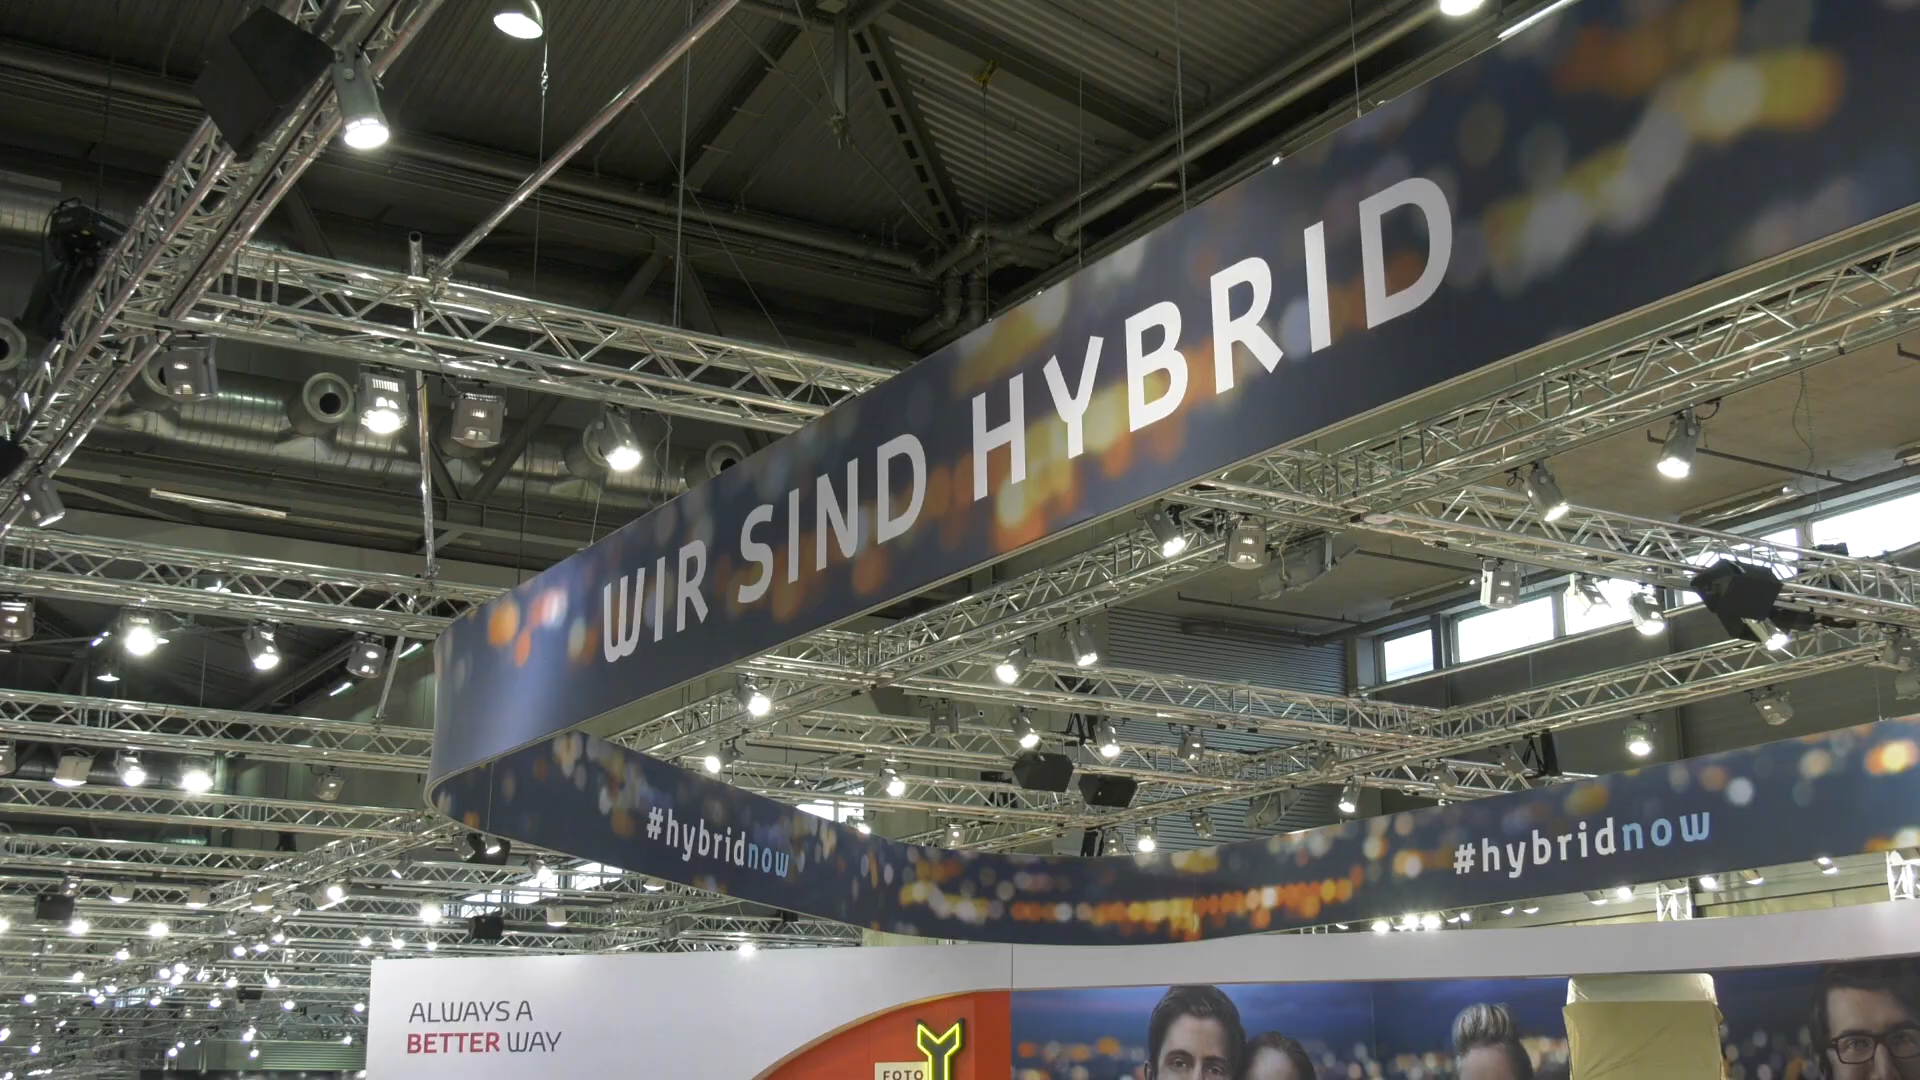 WIR SIND HYBRID
#hybridnow
#hybridnow
ALWAYS A
BETTER WAY
FOTO